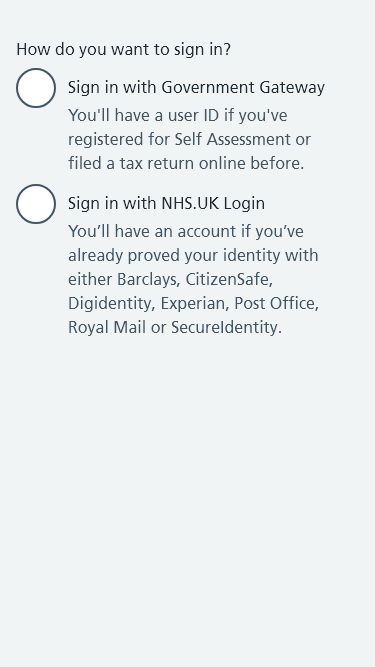 How do you want to sign in?
Sign in with Government Gateway
You'll have a user ID if you've
registered for Self Assessment or
filed a tax return online before.
Sign in with NHS.UK Login
You’ll have an account if you’ve
already proved your identity with
either Barclays, CitizenSafe,
Digidentity, Experian, Post Office,
Royal Mail or SecureIdentity.